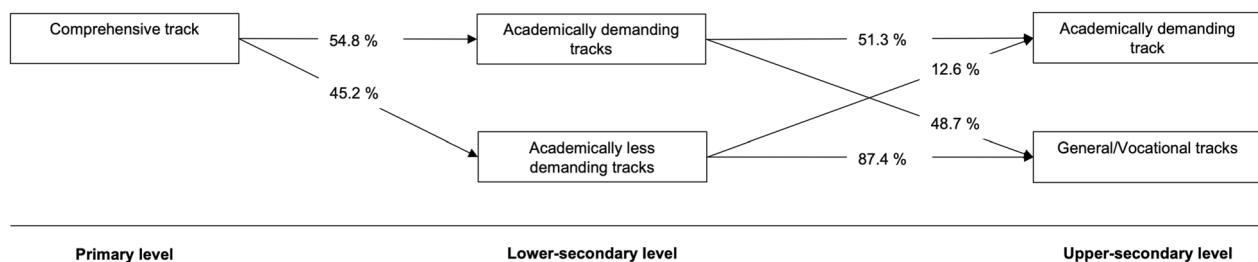 Comprehensive track
54.8 %
45.2 %
Academically demanding
tracks
Academically less
demanding tracks
51.3 %
12.6 %
48.7 %
87.4 %
Academically demanding
track
General/Vocational tracks
Primary level
Lower-secondary level
Upper-secondary level